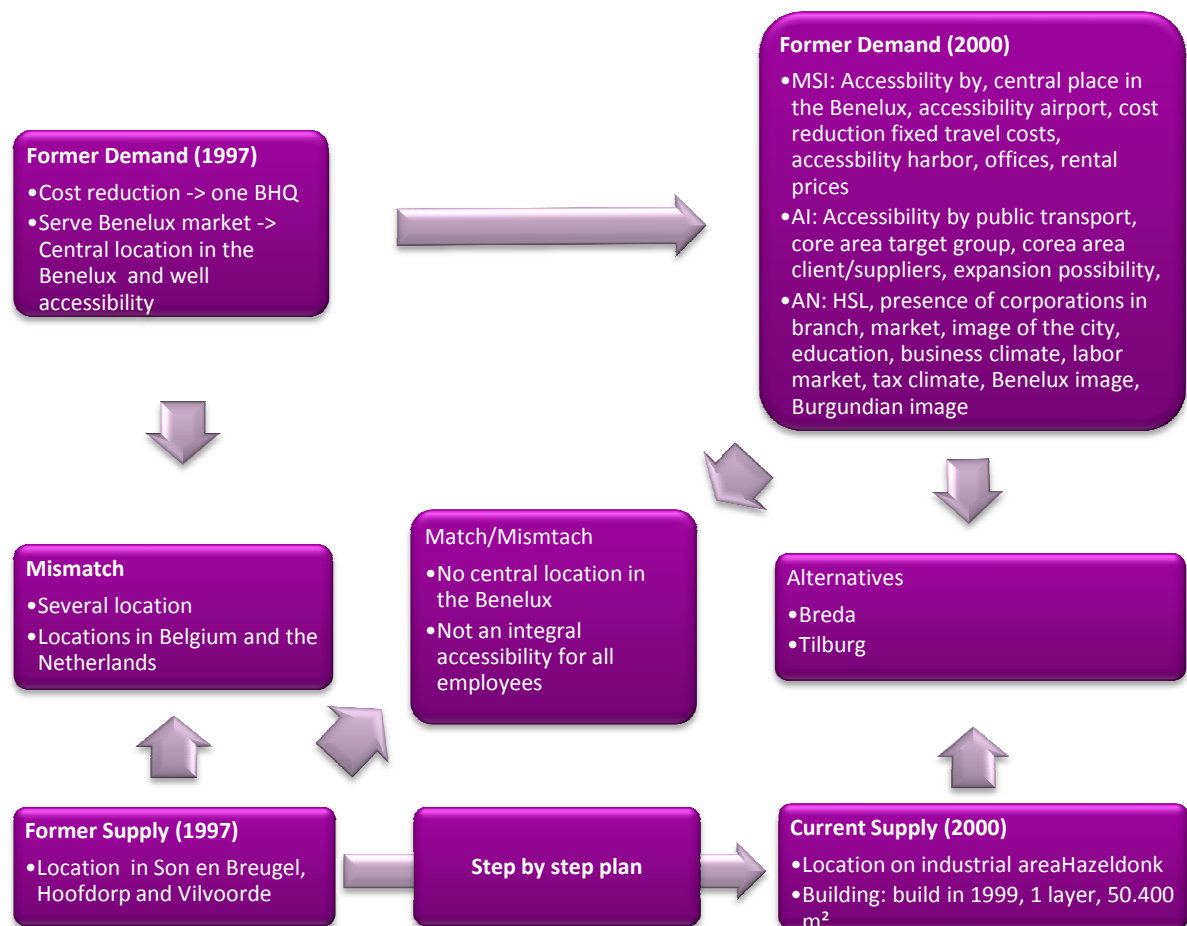 Former Demand (1997)
•Cost reduction -> one BHQ
•Serve Benelux market ->
Central location in the
Benelux and well
accessibility
Former Demand (2000)
•MSI: Accessbility by, central place in
the Benelux, accessibility airport, cost
reduction fixed travel costs,
accessbility harbor, offices, rental
prices
•AI: Accessibility by public transport,
core area target group, corea area
client/suppliers, expansion possibility,
•AN: HSL, presence of corporations in
branch, market, image of the city,
education, business climate, labor
market, tax climate, Benelux image,
Burgundian image
Mismatch
•Several location
•Locations in Belgium and the
Netherlands
Match/Mismtach
•No central location in
the Benelux
•Not an integral
accessibility for all
employees
Alternatives
•Breda
•Tilburg
Former Supply (1997)
•Location in Son en Breugel,
Hoofdorp and Vilvoorde
Step by step plan
Current Supply (2000)
•Location on industrial areaHazeldonk
•Building: build in 1999, 1 layer, 50.400
m²